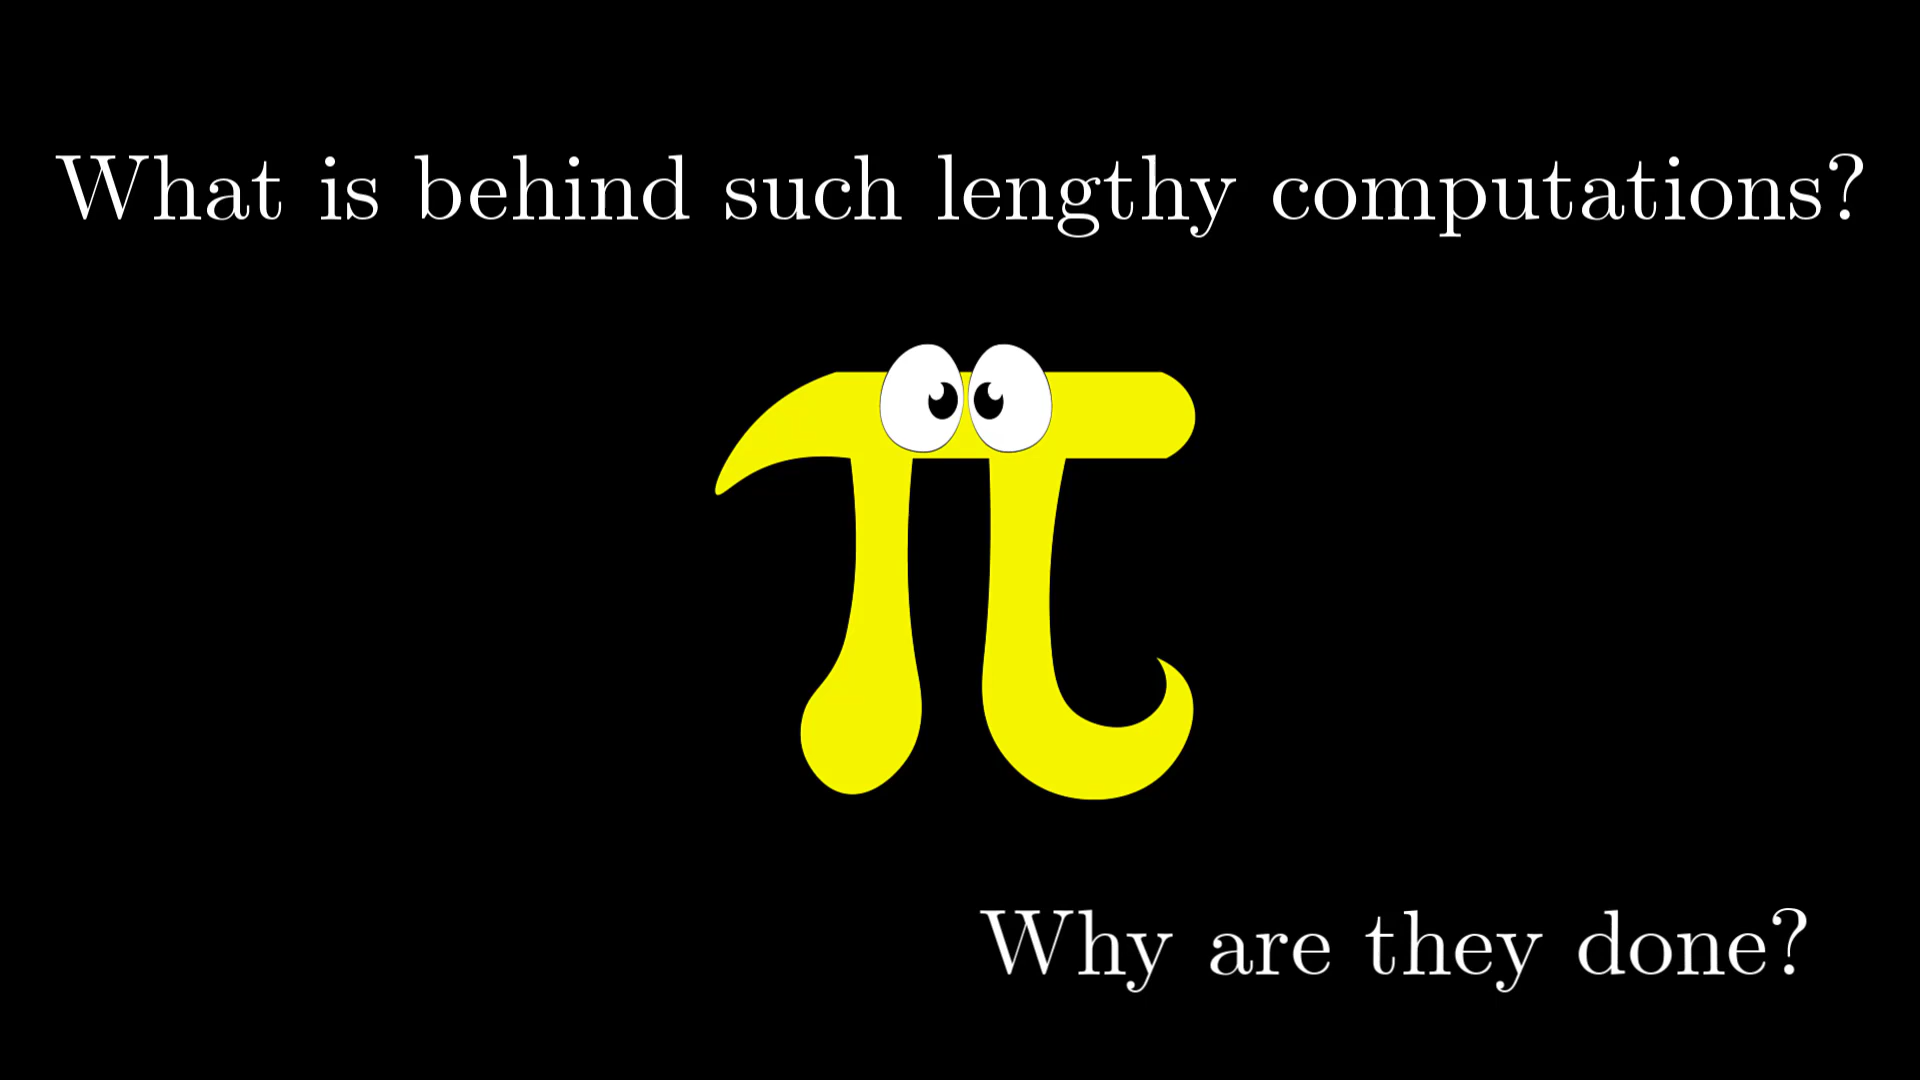 What is behind such lengthy computations?
π
Why are they done?